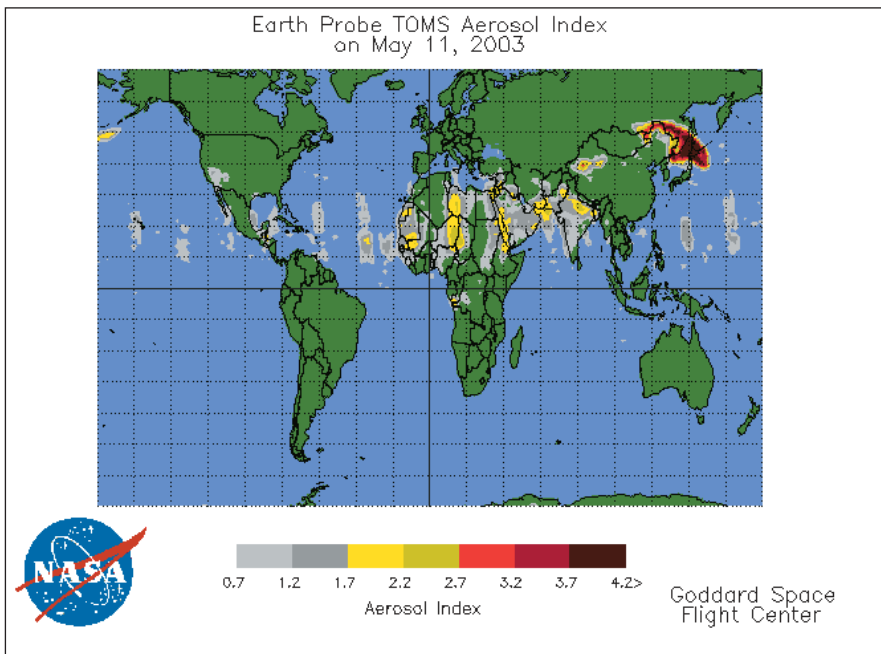 Earth Probe TOMS Aerosol Index
on May 11, 2003
NASA
0.7 1.2 1.7 2.2 2.7 3.2 3.7 4.2>
Aerosol Index
Goddard Space
Flight Center